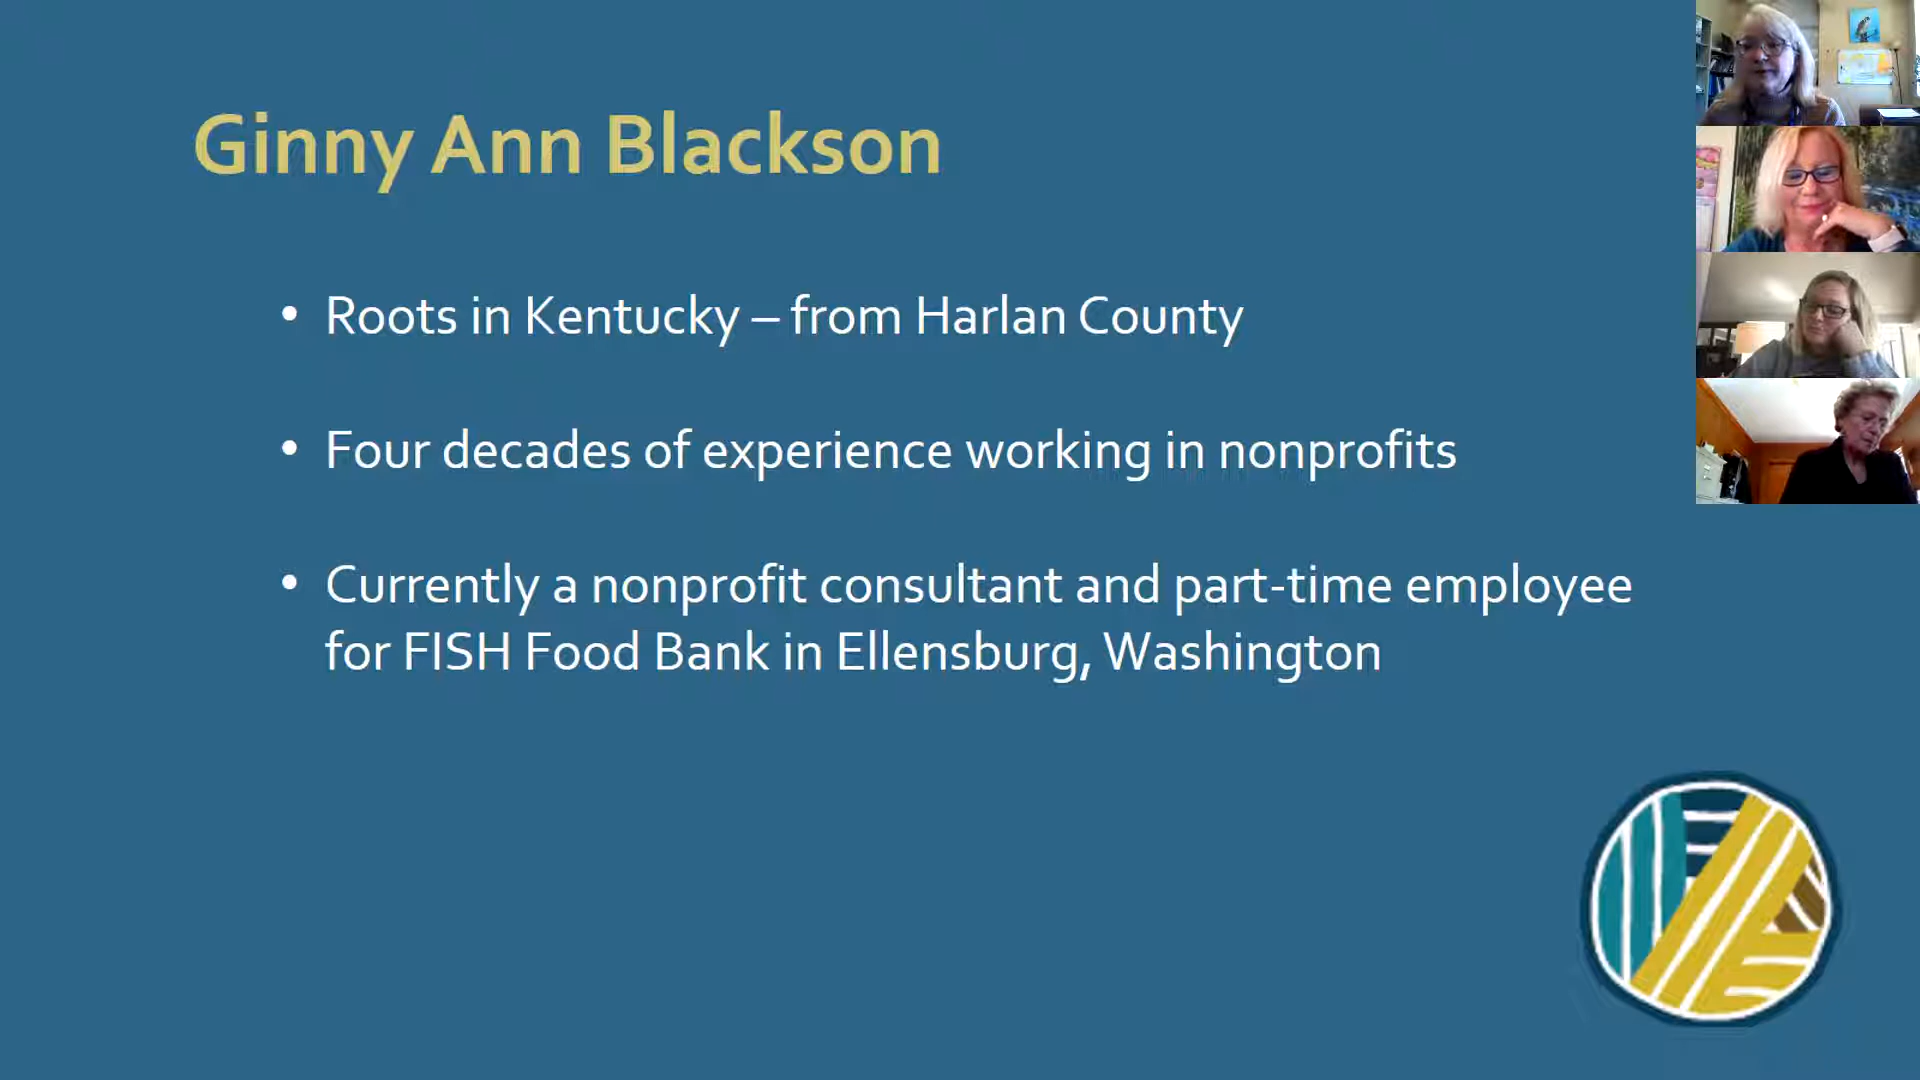 Ginny Ann Blackson
• Roots in Kentucky – from Harlan County
• Four decades of experience working in nonprofits
• Currently a nonprofit consultant and part-time employee
for FISH Food Bank in Ellensburg, Washington